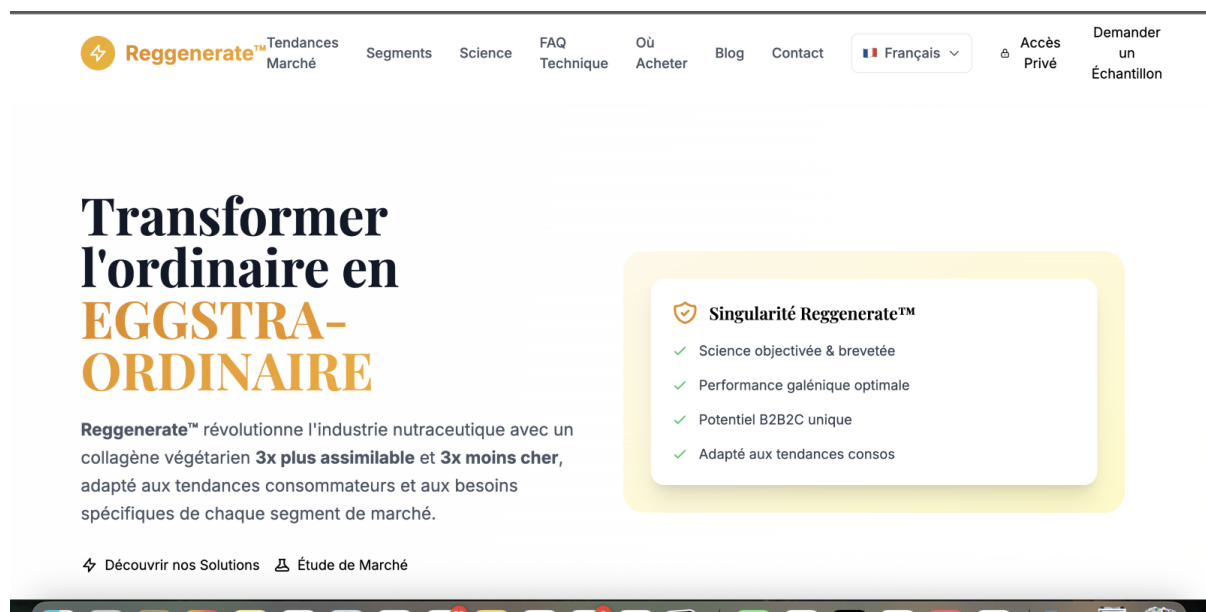 Reggenerate™
Tendances
Marché
Segments
Science
FAQ
Technique
Où
Acheter
Blog
Contact
Français
Accès
Privé
Demander
un
Échantillon
Transformer
l'ordinaire en
EGGSTRA-
ORDINAIRE
Reggenerate™ révolutionne l'industrie nutraceutique avec un
collagène végétarien 3x plus assimilable et 3x moins cher,
adapté aux tendances consommateurs et aux besoins
spécifiques de chaque segment de marché.
Découvrir nos Solutions
Étude de Marché
Singularité Reggenerate™
Science objectivée & brevetée
Performance galénique optimale
Potentiel B2B2C unique
Adapté aux tendances consos